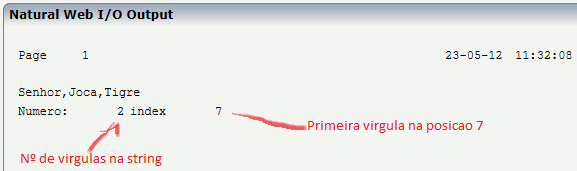 Natural Web I/O Output
Page 1 23-05-12 11:32:08
Senhor,Joca,Tigre
Numero: 2 index 7
Primeira virgula na posicao 7
Nº de virgulas na string